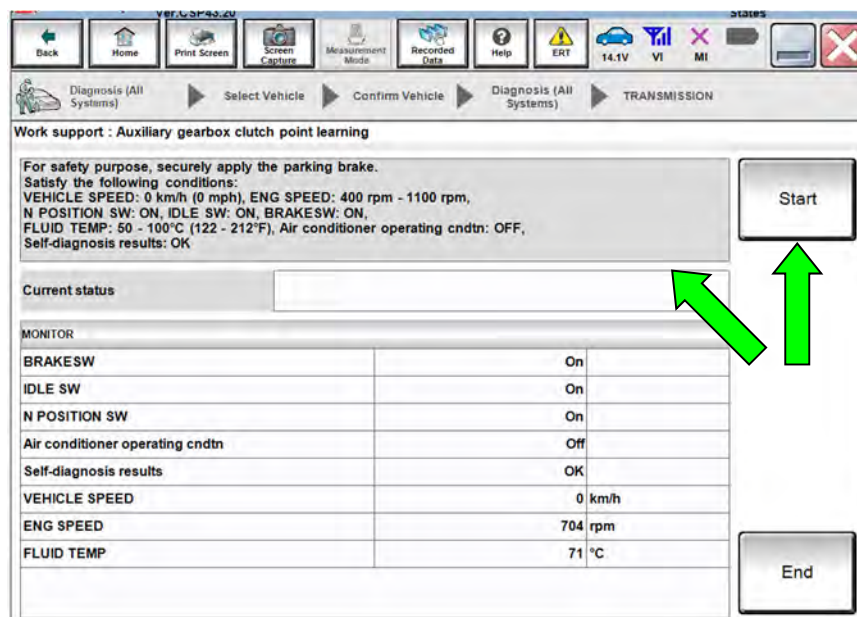 Ver.CSP43.20
States
Back
Home
Print Screen
Screen
Capture
Measurement
Mode
Recorded
Data
Help
ERT
14.1V
VI
MI
Diagnosis (All
Systems)
Select Vehicle
Confirm Vehicle
Diagnosis (All
Systems)
TRANSMISSION
Work support : Auxiliary gearbox clutch point learning
For safety purpose, securely apply the parking brake.
Satisfy the following conditions:
VEHICLE SPEED: 0 km/h (0 mph), ENG SPEED: 400 rpm - 1100 rpm,
N POSITION SW: ON, IDLE SW: ON, BRAKESW: ON,
FLUID TEMP: 50 - 100°C (122 - 212°F), Air conditioner operating cndtn: OFF,
Self-diagnosis results: OK
Start
Current status
MONITOR
BRAKESW On
IDLE SW On
N POSITION SW On
Air conditioner operating cndtn Off
Self-diagnosis results OK
VEHICLE SPEED 0 km/h
ENG SPEED 704 rpm
FLUID TEMP 71 °C
End